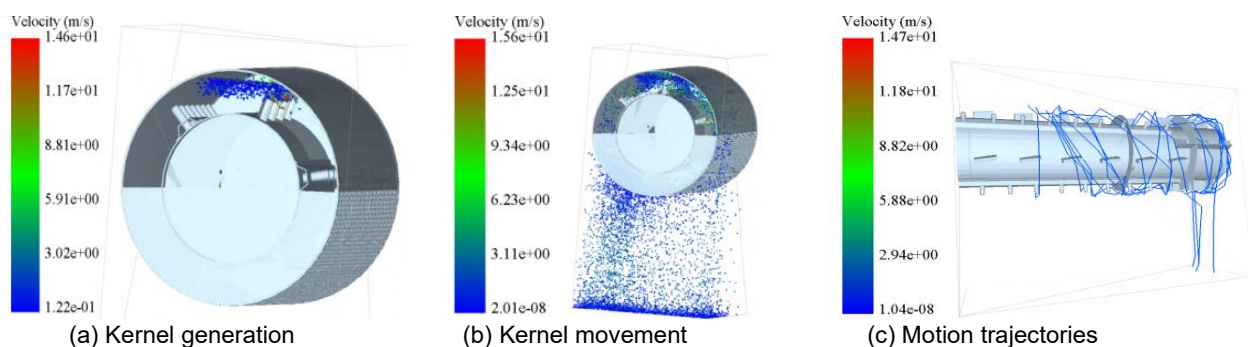 Velocity (m/s)
1.46e+01
1.17e+01
8.81e+00
5.91e+00
3.02e+00
1.22e-01
(a) Kernel generation
Velocity (m/s)
1.56e+01
1.25e+01
9.34e+00
6.23e+00
3.11e+00
2.01e-08
(b) Kernel movement
Velocity (m/s)
1.47e+01
1.18e+01
8.82e+00
5.88e+00
2.94e+00
1.04e-08
(c) Motion trajectories